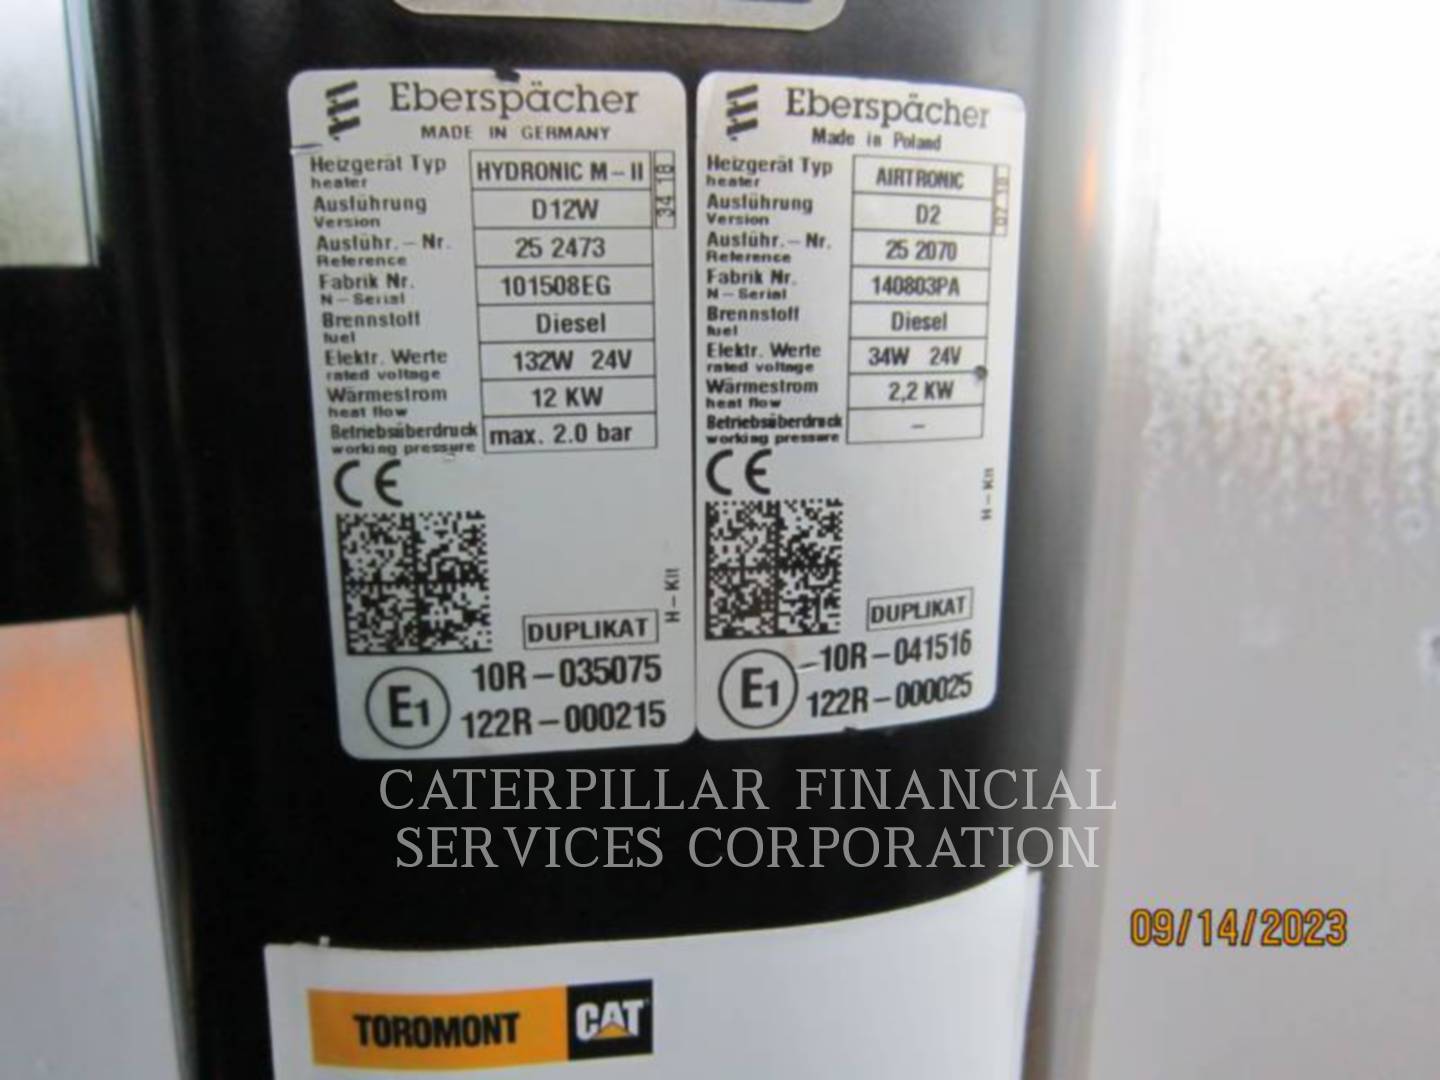 Eberspächer
MADE IN GERMANY
Heizgerät Typ HYDRONIC M-II
heater
34 18
Ausführung D12W
Version
Ausführ.-Nr. 25 2473
Reference
Fabrik Nr. 101508EG
N-Serial
Brennstoff Diesel
fuel
Elektr. Werte 132W 24V
rated voltage
Wärmestrom 12 KW
heat flow
Betriebsüberdruck max. 2.0 bar
working pressure
CE
H-Kit
DUPLIKAT
E1 10R-035075
122R-000215
Eberspächer
Made in Poland
Heizgerät Typ AIRTRONIC
heater
Ausführung D2
Version
Ausführ.-Nr. 25 2070
Reference
Fabrik Nr. 140803PA
N-Serial
Brennstoff Diesel
fuel
Elektr. Werte 34W 24V
rated voltage
Wärmestrom 2,2 KW
heat flow
Betriebsüberdruck -
working pressure
CE
H-Kit
DUPLIKAT
E1 10R-041516
122R-000025
CATERPILLAR FINANCIAL
SERVICES CORPORATION
09/14/2023
TOROMONT CAT